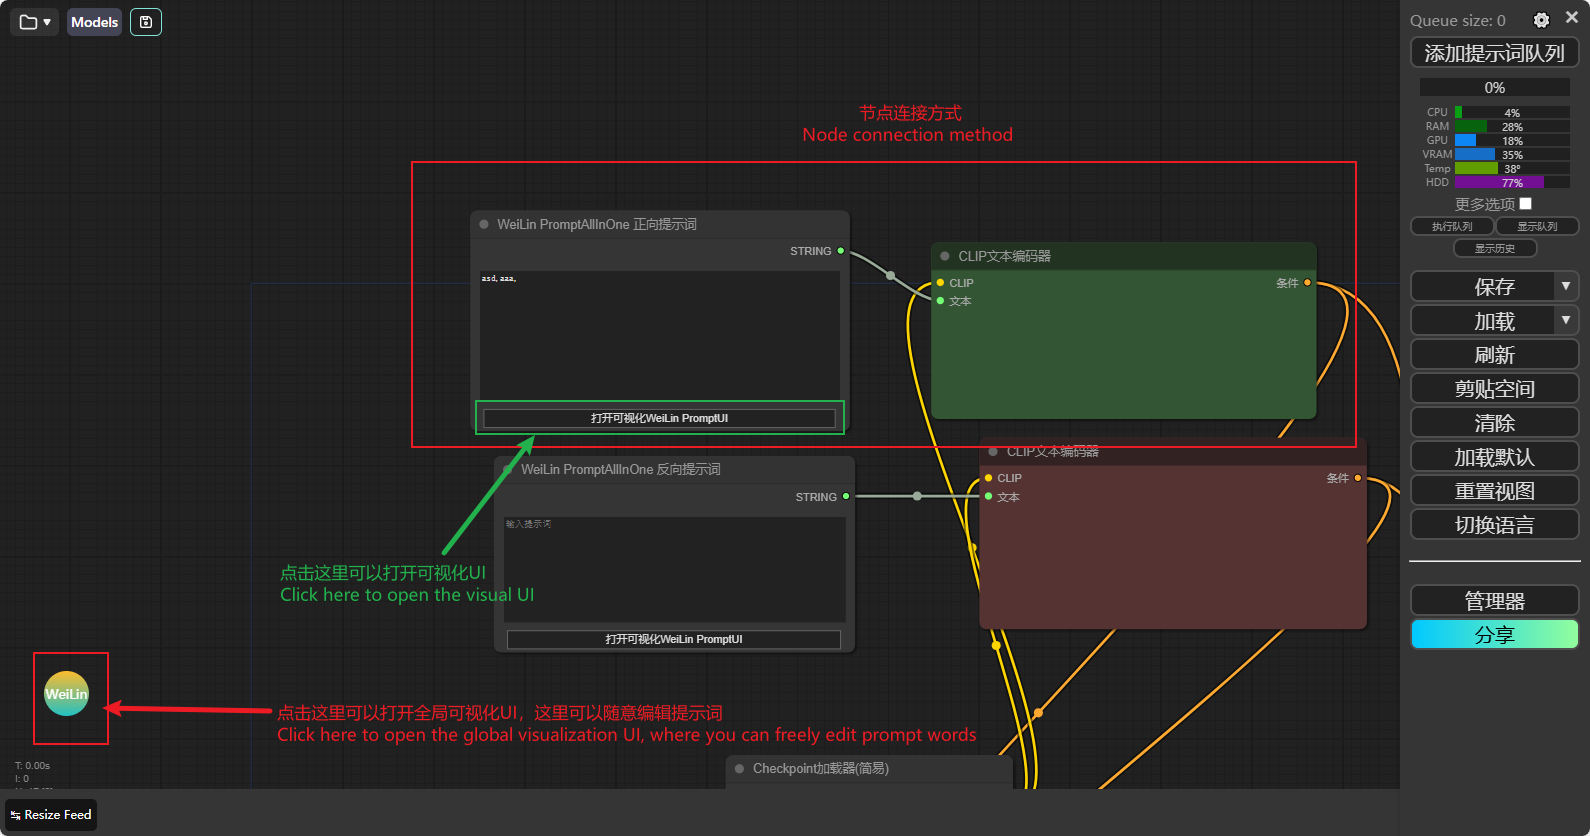 Models
Queue size: 0
添加提示词队列
0%
CPU 4%
RAM 28%
GPU 18%
VRAM 35%
Temp 38°
HDD 77%
更多选项
执行队列 显示队列
显示历史
保存
加载
刷新
剪贴空间
清除
加载默认
重置视图
切换语言
管理器
分享
节点连接方式
Node connection method
WeiLin PromptAllInOne 正向提示词
STRING
asd,aaa,
打开可视化WeiLin PromptUI
CLIP文本编码器
CLIP 条件
文本
WeiLin PromptAllInOne 反向提示词
STRING
输入提示词
打开可视化WeiLin PromptUI
CLIP文本编码器
CLIP 条件
文本
点击这里可以打开可视化UI
Click here to open the visual UI
WeiLin
点击这里可以打开全局可视化UI，这里可以随意编辑提示词
Click here to open the global visualization UI, where you can freely edit prompt words
Checkpoint加载器(简易)
T: 0.00s
I: 0
Resize Feed